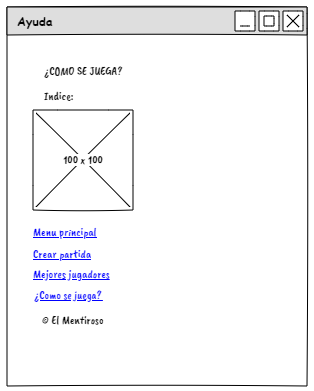 Ayuda
¿COMO SE JUEGA?
Indice:
100 x 100
Menu principal
Crear partida
Mejores jugadores
¿Como se juega?
© El Mentiroso